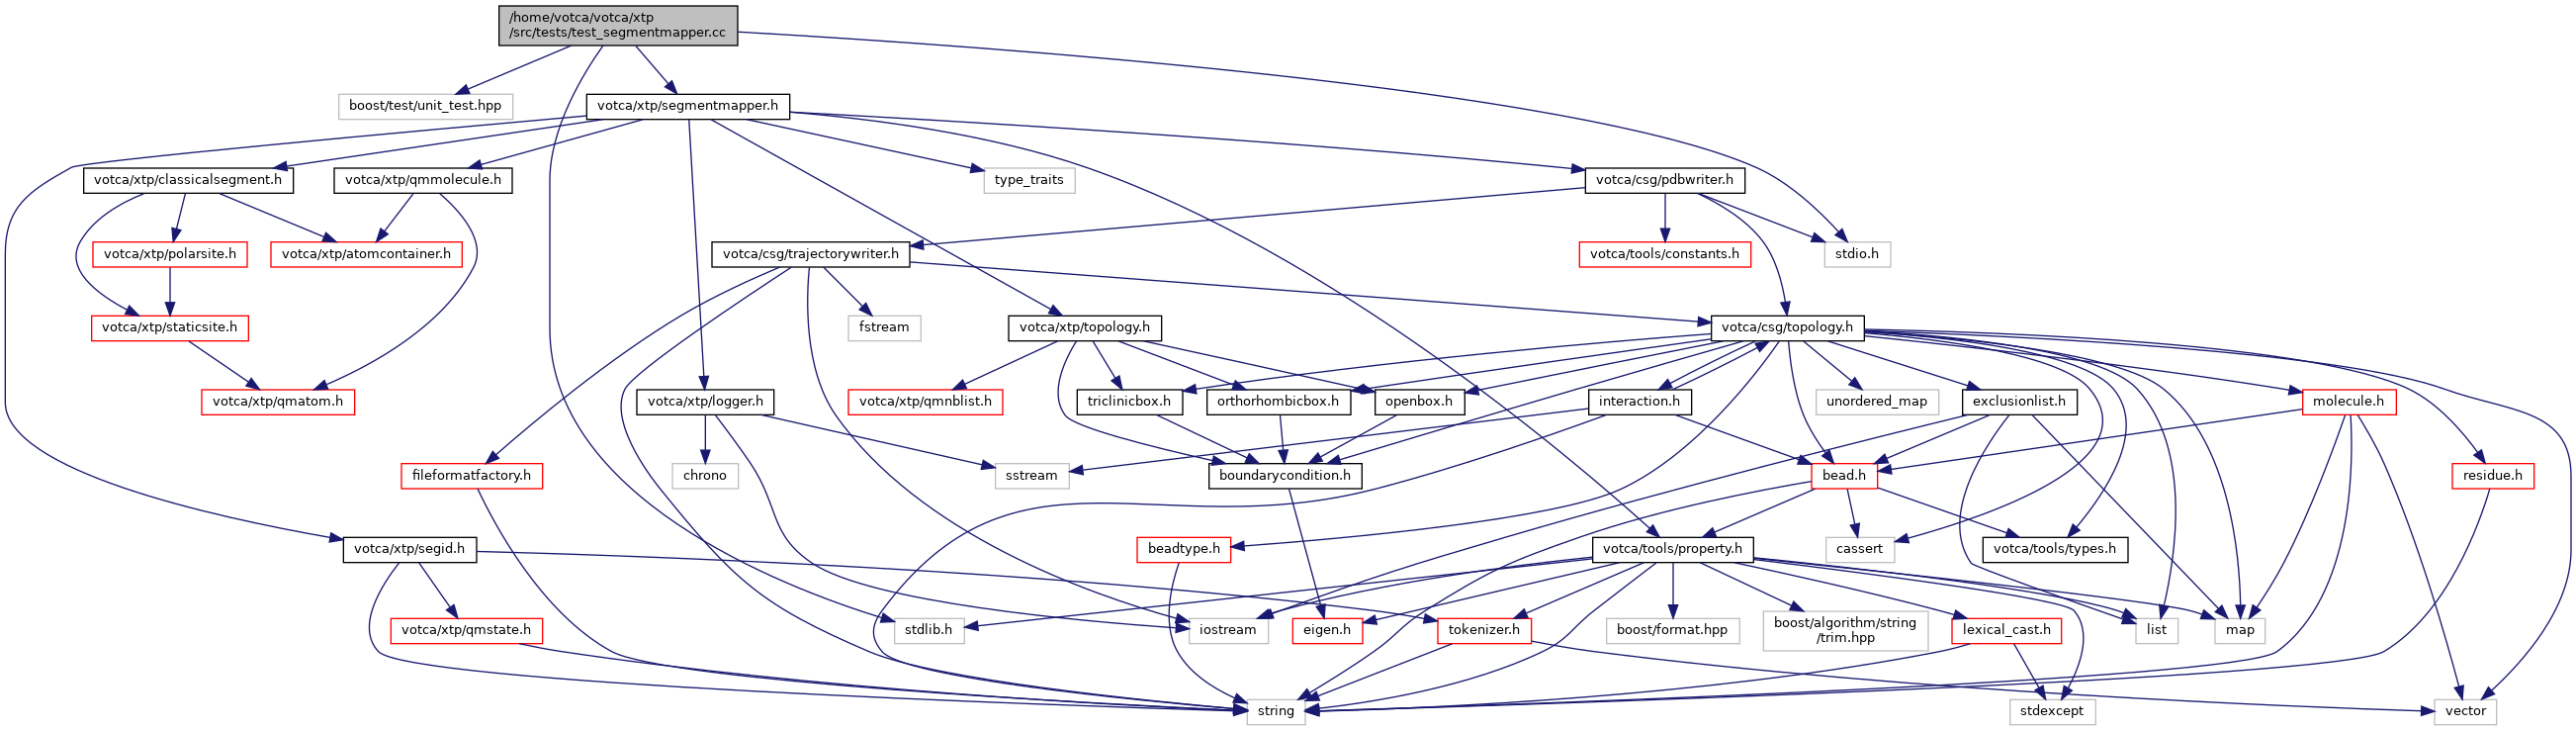 /home/votca/votca/xtp
/src/tests/test_segmentmapper.cc
boost/test/unit_test.hpp
votca/xtp/segmentmapper.h
votca/xtp/classicalsegment.h
votca/xtp/qmmolecule.h
type_traits
votca/csg/pdbwriter.h
votca/xtp/polarsite.h
votca/xtp/atomcontainer.h
votca/csg/trajectorywriter.h
votca/tools/constants.h
stdio.h
votca/xtp/staticsite.h
fstream
votca/xtp/topology.h
votca/csg/topology.h
votca/xtp/qmatom.h
votca/xtp/logger.h
votca/xtp/qmnblist.h
triclinicbox.h
orthorhombicbox.h
openbox.h
interaction.h
unordered_map
exclusionlist.h
molecule.h
fileformatfactory.h
chrono
sstream
boundarycondition.h
bead.h
residue.h
votca/xtp/segid.h
beadtype.h
votca/tools/property.h
cassert
votca/tools/types.h
votca/xtp/qmstate.h
stdlib.h
iostream
eigen.h
tokenizer.h
boost/format.hpp
boost/algorithm/string
/trim.hpp
lexical_cast.h
list
map
string
stdexcept
vector